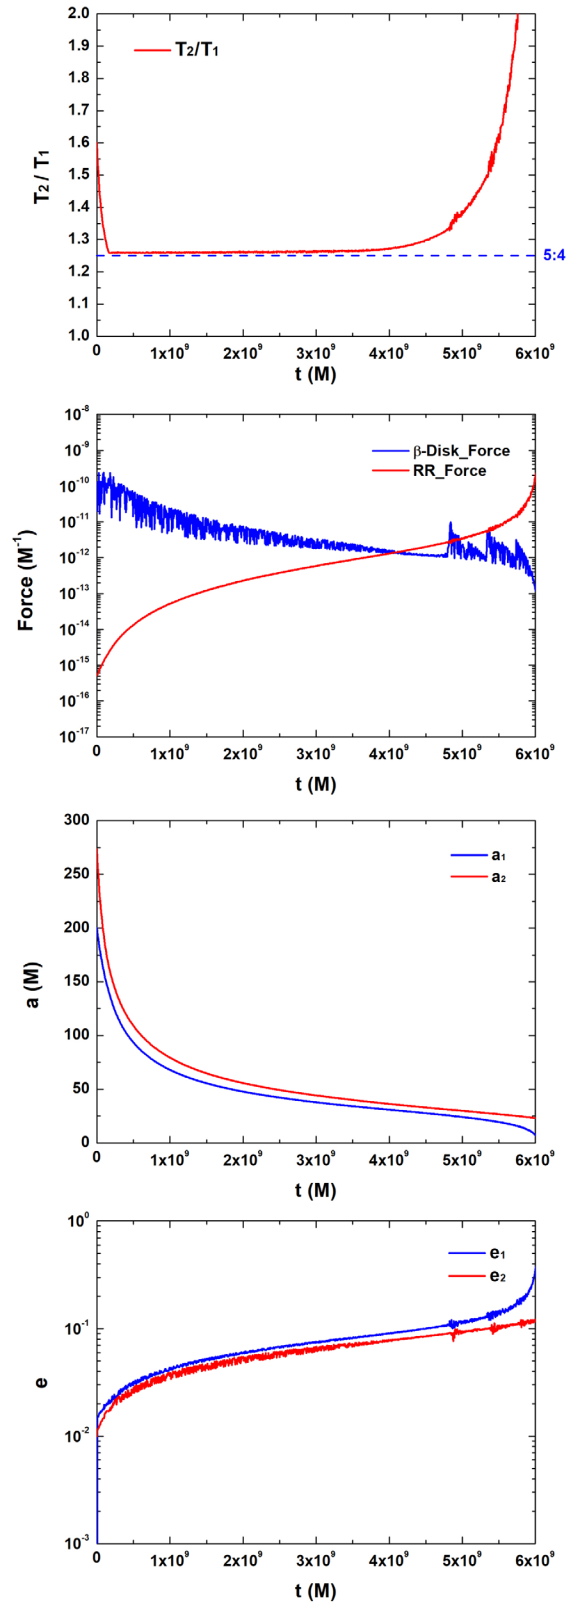 2.0
1.9
1.8
1.7
1.6
1.5
1.4
1.3
1.2
1.1
1.0
T₂ / T₁
T₂/T₁
5:4
0 1x10⁹ 2x10⁹ 3x10⁹ 4x10⁹ 5x10⁹ 6x10⁹
t (M)
10⁻⁸
10⁻⁹
10⁻¹⁰
10⁻¹¹
10⁻¹²
10⁻¹³
10⁻¹⁴
10⁻¹⁵
10⁻¹⁶
10⁻¹⁷
Force (M⁻¹)
β-Disk_Force
RR_Force
0 1x10⁹ 2x10⁹ 3x10⁹ 4x10⁹ 5x10⁹ 6x10⁹
t (M)
300
250
200
150
100
50
0
a (M)
a₁
a₂
0 1x10⁹ 2x10⁹ 3x10⁹ 4x10⁹ 5x10⁹ 6x10⁹
t (M)
10⁰
10⁻¹
10⁻²
10⁻³
e
e₁
e₂
0 1x10⁹ 2x10⁹ 3x10⁹ 4x10⁹ 5x10⁹ 6x10⁹
t (M)